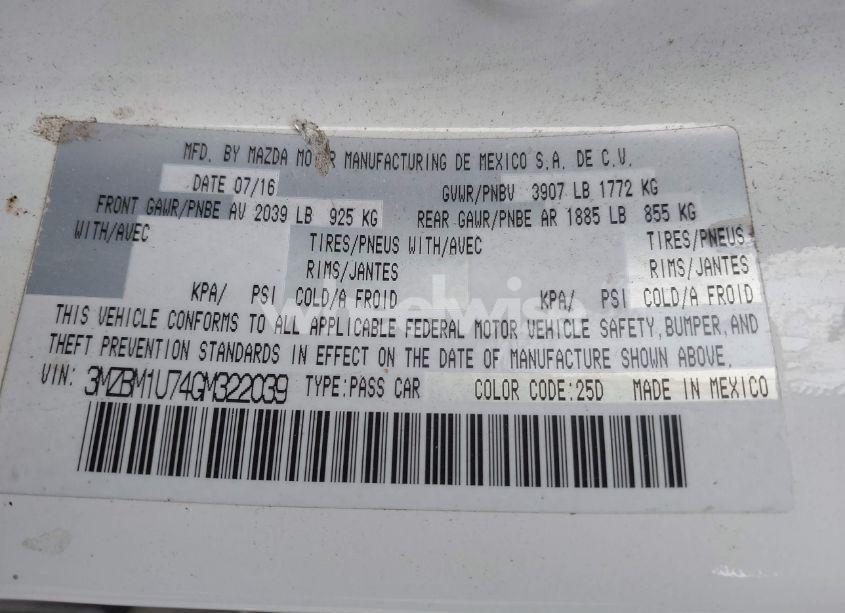 MFD. BY MAZDA MOTOR MANUFACTURING DE MEXICO S.A. DE C.V.
DATE 07/16 GVWR/PNBV 3907 LB 1772 KG
FRONT GAWR/PNBE AV 2039 LB 925 KG REAR GAWR/PNBE AR 1885 LB 855 KG
WITH/AVEC TIRES/PNEUS WITH/AVEC TIRES/PNEUS
RIMS/JANTES RIMS/JANTES
KPA/ PSI COLD/A FROID KPA/ PSI COLD/A FROID
wheelwise
THIS VEHICLE CONFORMS TO ALL APPLICABLE FEDERAL MOTOR VEHICLE SAFETY, BUMPER, AND
THEFT PREVENTION STANDARDS IN EFFECT ON THE DATE OF MANUFACTURE SHOWN ABOVE.
VIN: 3MZBM1U74GM322039 TYPE:PASS CAR COLOR CODE:25D MADE IN MEXICO